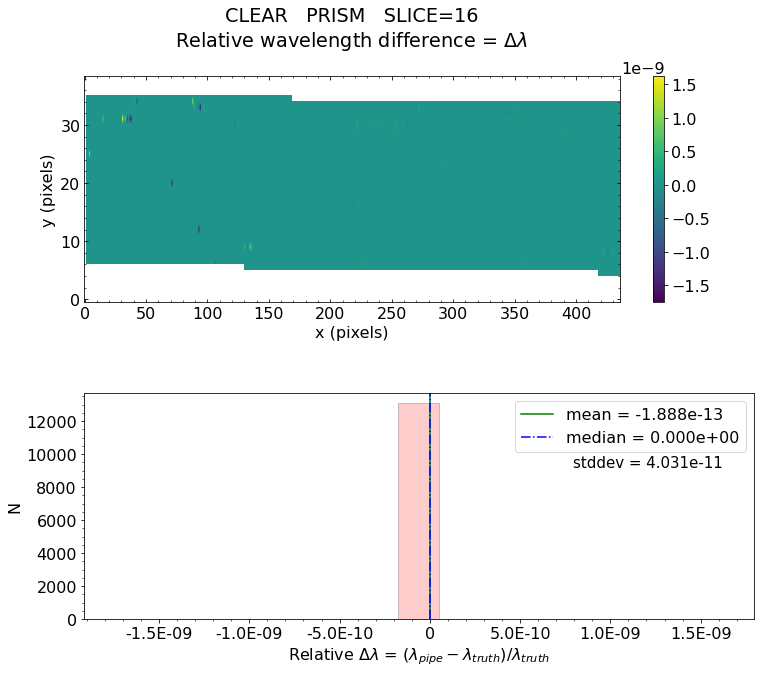 CLEAR   PRISM   SLICE=16
Relative wavelength difference = Δλ
1e−9
1.5
1.0
0.5
0.0
−0.5
−1.0
−1.5
30
20
10
0
y (pixels)
0 50 100 150 200 250 300 350 400
x (pixels)
12000
10000
8000
6000
4000
2000
0
N
mean = -1.888e-13
median = 0.000e+00
stddev = 4.031e-11
-1.5E-09 -1.0E-09 -5.0E-10 0 5.0E-10 1.0E-09 1.5E-09
Relative Δλ = (λ_pipe − λ_truth)/λ_truth